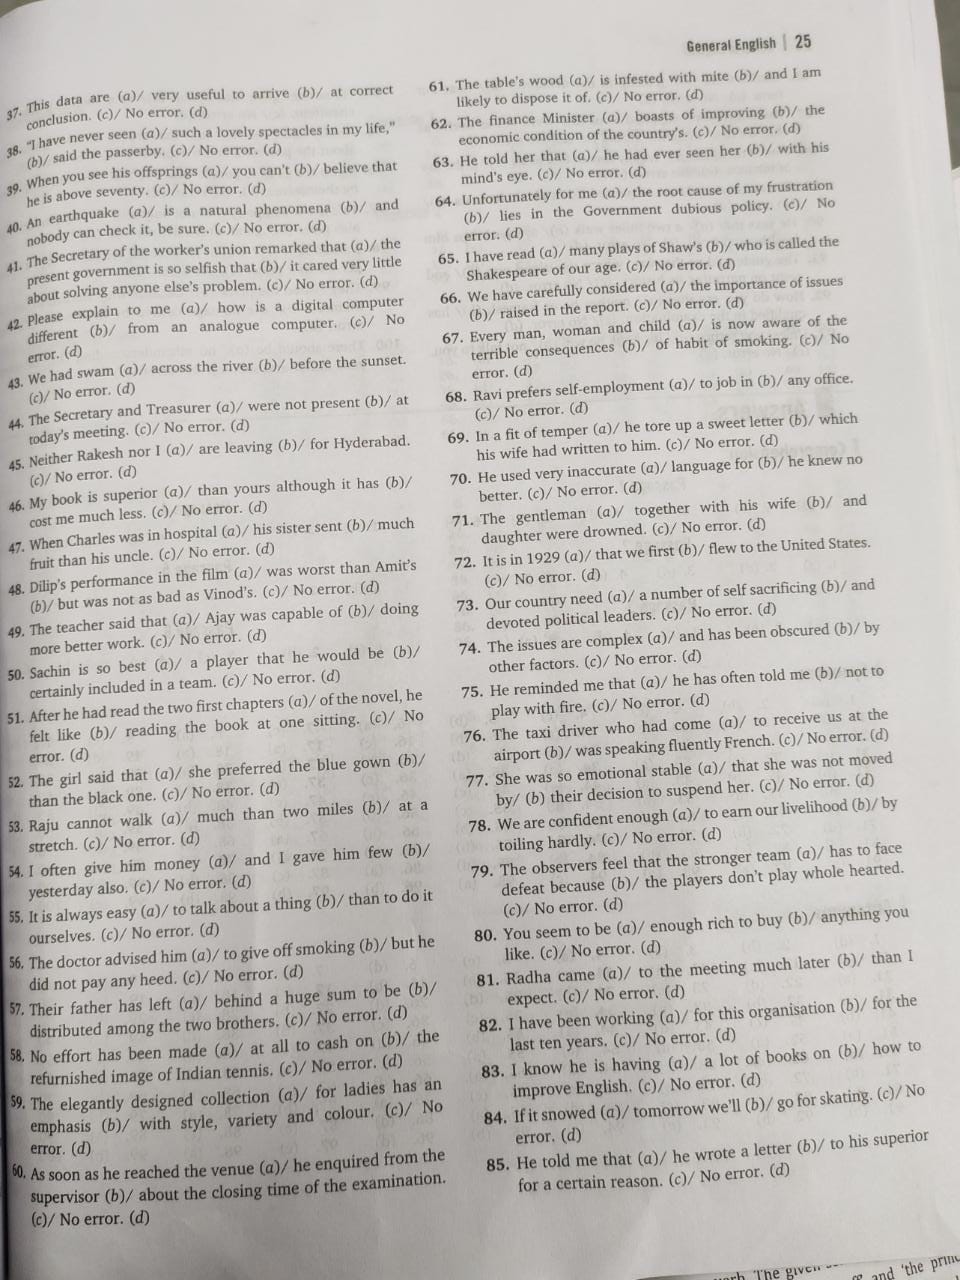 General English | 25
37. This data are (a)/ very useful to arrive (b)/ at correct
conclusion. (c)/ No error. (d)
38. "I have never seen (a)/ such a lovely spectacles in my life,"
(b)/ said the passerby. (c)/ No error. (d)
39. When you see his offsprings (a)/ you can't (b)/ believe that
he is above seventy. (c)/ No error. (d)
40. An earthquake (a)/ is a natural phenomena (b)/ and
nobody can check it, be sure. (c)/ No error. (d)
41. The Secretary of the worker's union remarked that (a)/ the
present government is so selfish that (b)/ it cared very little
about solving anyone else's problem. (c)/ No error. (d)
42. Please explain to me (a)/ how is a digital computer
different (b)/ from an analogue computer. (c)/ No
error. (d)
43. We had swam (a)/ across the river (b)/ before the sunset.
(c)/ No error. (d)
44. The Secretary and Treasurer (a)/ were not present (b)/ at
today's meeting. (c)/ No error. (d)
45. Neither Rakesh nor I (a)/ are leaving (b)/ for Hyderabad.
(c)/ No error. (d)
46. My book is superior (a)/ than yours although it has (b)/
cost me much less. (c)/ No error. (d)
47. When Charles was in hospital (a)/ his sister sent (b)/ much
fruit than his uncle. (c)/ No error. (d)
48. Dilip's performance in the film (a)/ was worst than Amit's
(b)/ but was not as bad as Vinod's. (c)/ No error. (d)
49. The teacher said that (a)/ Ajay was capable of (b)/ doing
more better work. (c)/ No error. (d)
50. Sachin is so best (a)/ a player that he would be (b)/
certainly included in a team. (c)/ No error. (d)
51. After he had read the two first chapters (a)/ of the novel, he
felt like (b)/ reading the book at one sitting. (c)/ No
error. (d)
52. The girl said that (a)/ she preferred the blue gown (b)/
than the black one. (c)/ No error. (d)
53. Raju cannot walk (a)/ much than two miles (b)/ at a
stretch. (c)/ No error. (d)
54. I often give him money (a)/ and I gave him few (b)/
yesterday also. (c)/ No error. (d)
55. It is always easy (a)/ to talk about a thing (b)/ than to do it
ourselves. (c)/ No error. (d)
56. The doctor advised him (a)/ to give off smoking (b)/ but he
did not pay any heed. (c)/ No error. (d)
57. Their father has left (a)/ behind a huge sum to be (b)/
distributed among the two brothers. (c)/ No error. (d)
58. No effort has been made (a)/ at all to cash on (b)/ the
refurnished image of Indian tennis. (c)/ No error. (d)
59. The elegantly designed collection (a)/ for ladies has an
emphasis (b)/ with style, variety and colour. (c)/ No
error. (d)
60. As soon as he reached the venue (a)/ he enquired from the
supervisor (b)/ about the closing time of the examination.
(c)/ No error. (d)
61. The table's wood (a)/ is infested with mite (b)/ and I am
likely to dispose it of. (c)/ No error. (d)
62. The finance Minister (a)/ boasts of improving (b)/ the
economic condition of the country's. (c)/ No error. (d)
63. He told her that (a)/ he had ever seen her (b)/ with his
mind's eye. (c)/ No error. (d)
64. Unfortunately for me (a)/ the root cause of my frustration
(b)/ lies in the Government dubious policy. (c)/ No
error. (d)
65. I have read (a)/ many plays of Shaw's (b)/ who is called the
Shakespeare of our age. (c)/ No error. (d)
66. We have carefully considered (a)/ the importance of issues
(b)/ raised in the report. (c)/ No error. (d)
67. Every man, woman and child (a)/ is now aware of the
terrible consequences (b)/ of habit of smoking. (c)/ No
error. (d)
68. Ravi prefers self-employment (a)/ to job in (b)/ any office.
(c)/ No error. (d)
69. In a fit of temper (a)/ he tore up a sweet letter (b)/ which
his wife had written to him. (c)/ No error. (d)
70. He used very inaccurate (a)/ language for (b)/ he knew no
better. (c)/ No error. (d)
71. The gentleman (a)/ together with his wife (b)/ and
daughter were drowned. (c)/ No error. (d)
72. It is in 1929 (a)/ that we first (b)/ flew to the United States.
(c)/ No error. (d)
73. Our country need (a)/ a number of self sacrificing (b)/ and
devoted political leaders. (c)/ No error. (d)
74. The issues are complex (a)/ and has been obscured (b)/ by
other factors. (c)/ No error. (d)
75. He reminded me that (a)/ he has often told me (b)/ not to
play with fire. (c)/ No error. (d)
76. The taxi driver who had come (a)/ to receive us at the
airport (b)/ was speaking fluently French. (c)/ No error. (d)
77. She was so emotional stable (a)/ that she was not moved
by/ (b) their decision to suspend her. (c)/ No error. (d)
78. We are confident enough (a)/ to earn our livelihood (b)/ by
toiling hardly. (c)/ No error. (d)
79. The observers feel that the stronger team (a)/ has to face
defeat because (b)/ the players don't play whole hearted.
(c)/ No error. (d)
80. You seem to be (a)/ enough rich to buy (b)/ anything you
like. (c)/ No error. (d)
81. Radha came (a)/ to the meeting much later (b)/ than I
expect. (c)/ No error. (d)
82. I have been working (a)/ for this organisation (b)/ for the
last ten years. (c)/ No error. (d)
83. I know he is having (a)/ a lot of books on (b)/ how to
improve English. (c)/ No error. (d)
84. If it snowed (a)/ tomorrow we'll (b)/ go for skating. (c)/ No
error. (d)
85. He told me that (a)/ he wrote a letter (b)/ to his superior
for a certain reason. (c)/ No error. (d)
The given
and 'the